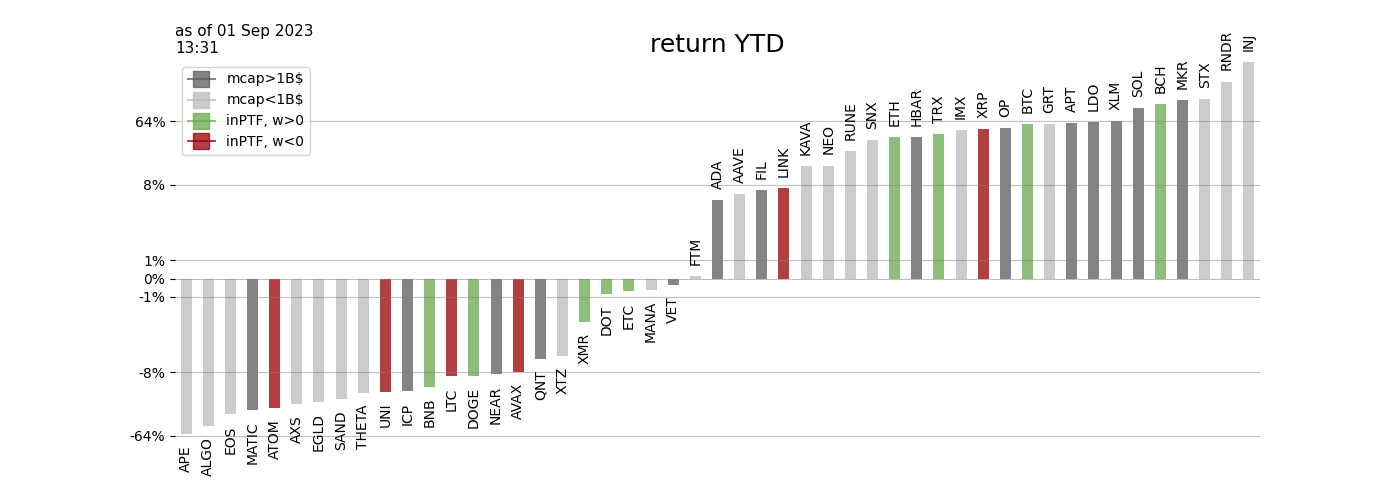 as of 01 Sep 2023
13:31
return YTD
mcap>1B$
mcap<1B$
inPTF, w>0
inPTF, w<0
64%
8%
1%
0%
-1%
-8%
-64%
APE
ALGO
EOS
MATIC
ATOM
AXS
EGLD
SAND
THETA
UNI
ICP
BNB
LTC
DOGE
NEAR
AVAX
QNT
XTZ
XMR
DOT
ETC
MANA
VET
FTM
ADA
AAVE
FIL
LINK
KAVA
NEO
RUNE
SNX
ETH
HBAR
TRX
IMX
XRP
OP
BTC
GRT
APT
LDO
XLM
SOL
BCH
MKR
STX
RNDR
INJ